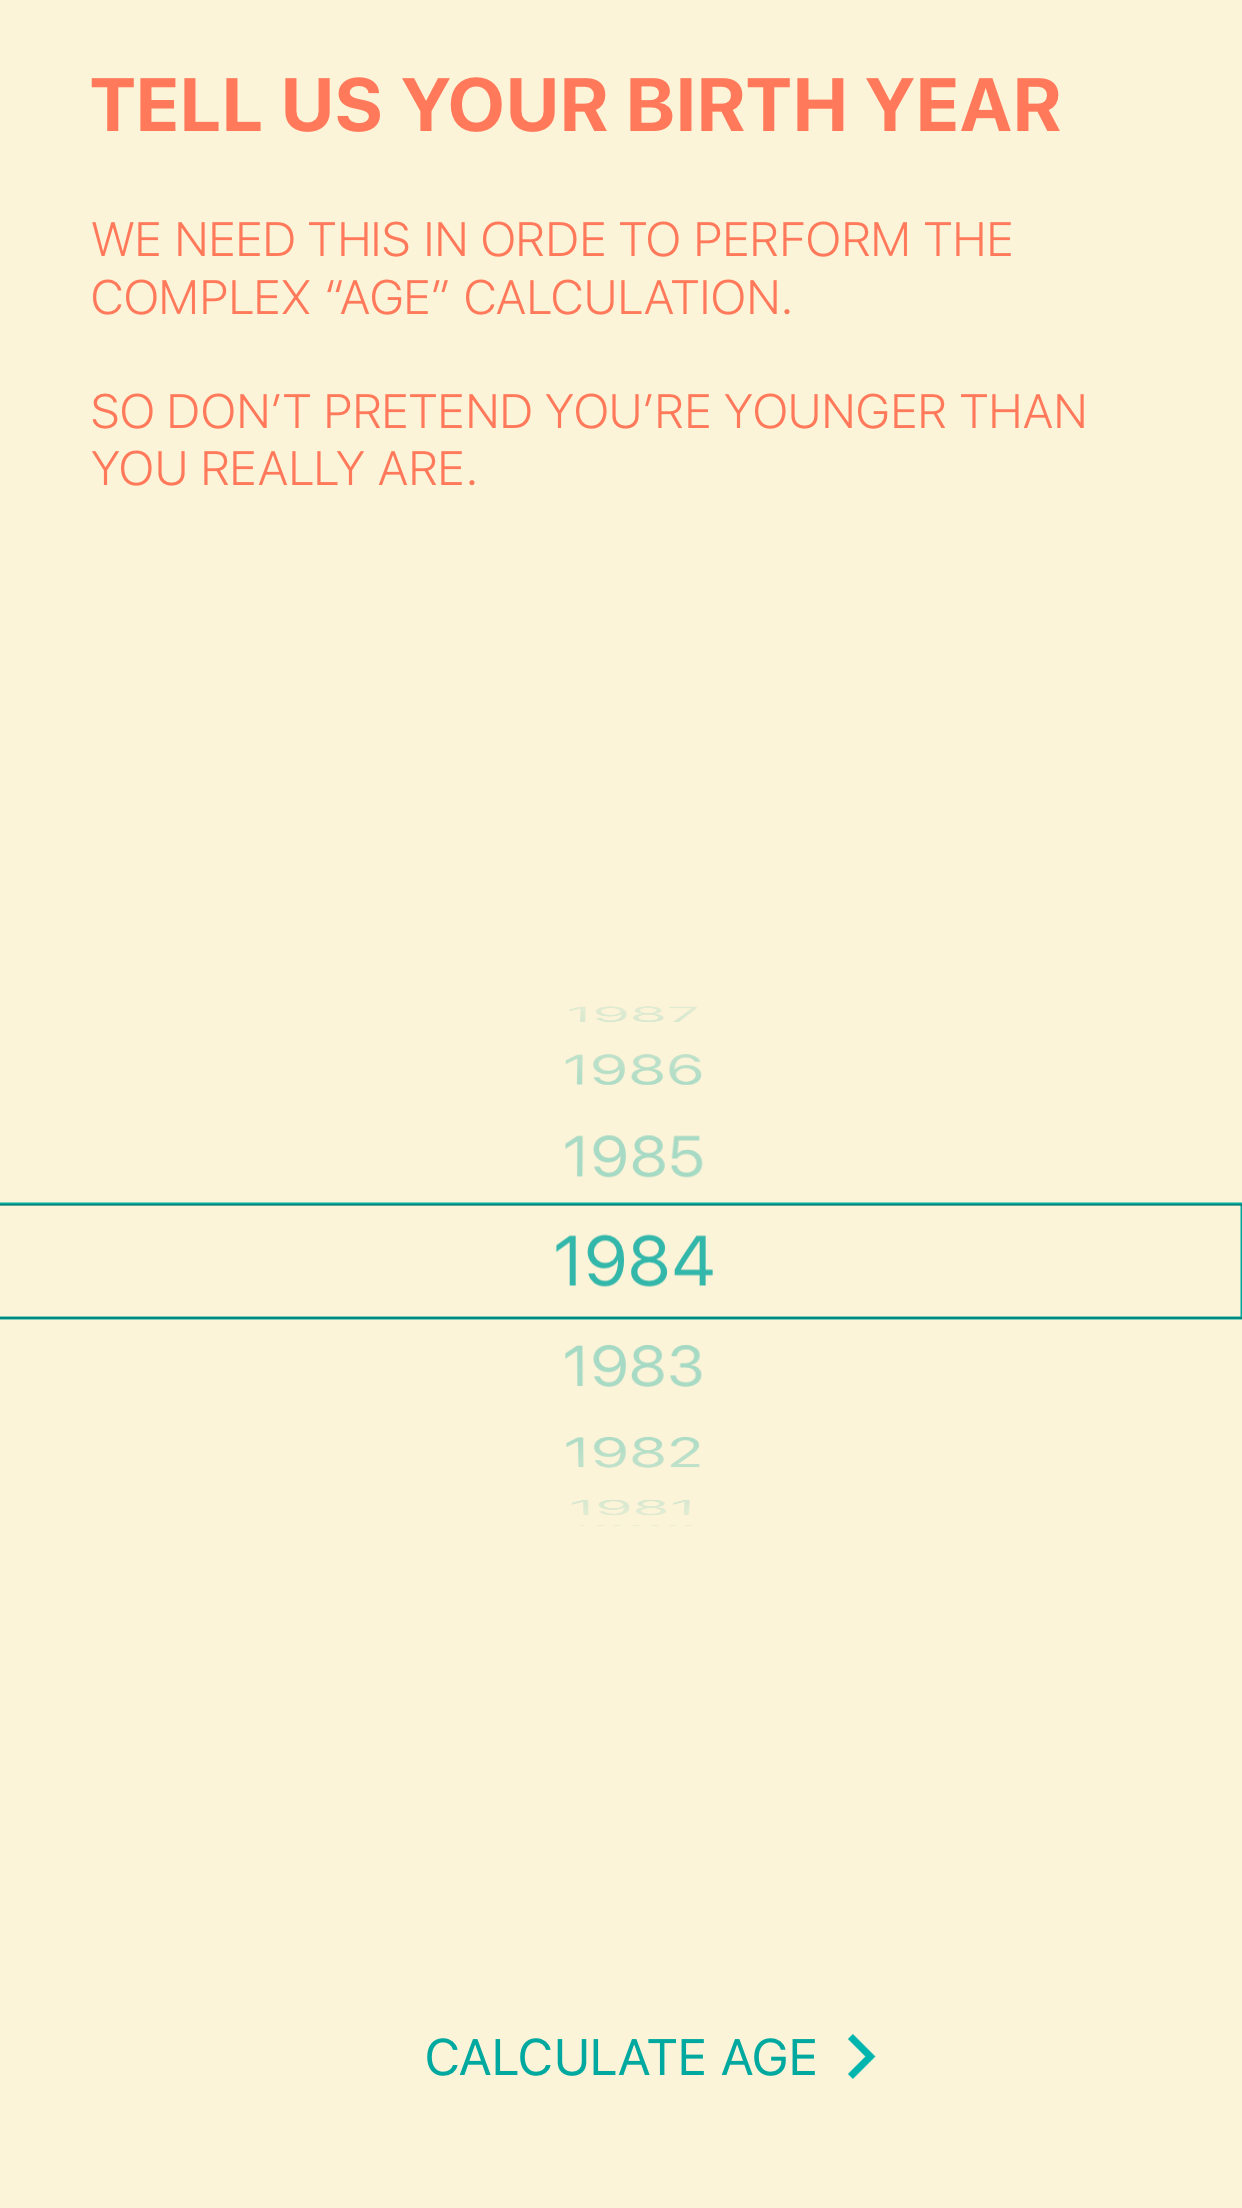 TELL US YOUR BIRTH YEAR
WE NEED THIS IN ORDE TO PERFORM THE
COMPLEX “AGE” CALCULATION.
SO DON’T PRETEND YOU’RE YOUNGER THAN
YOU REALLY ARE.
1987
1986
1985
1984
1983
1982
1981
CALCULATE AGE